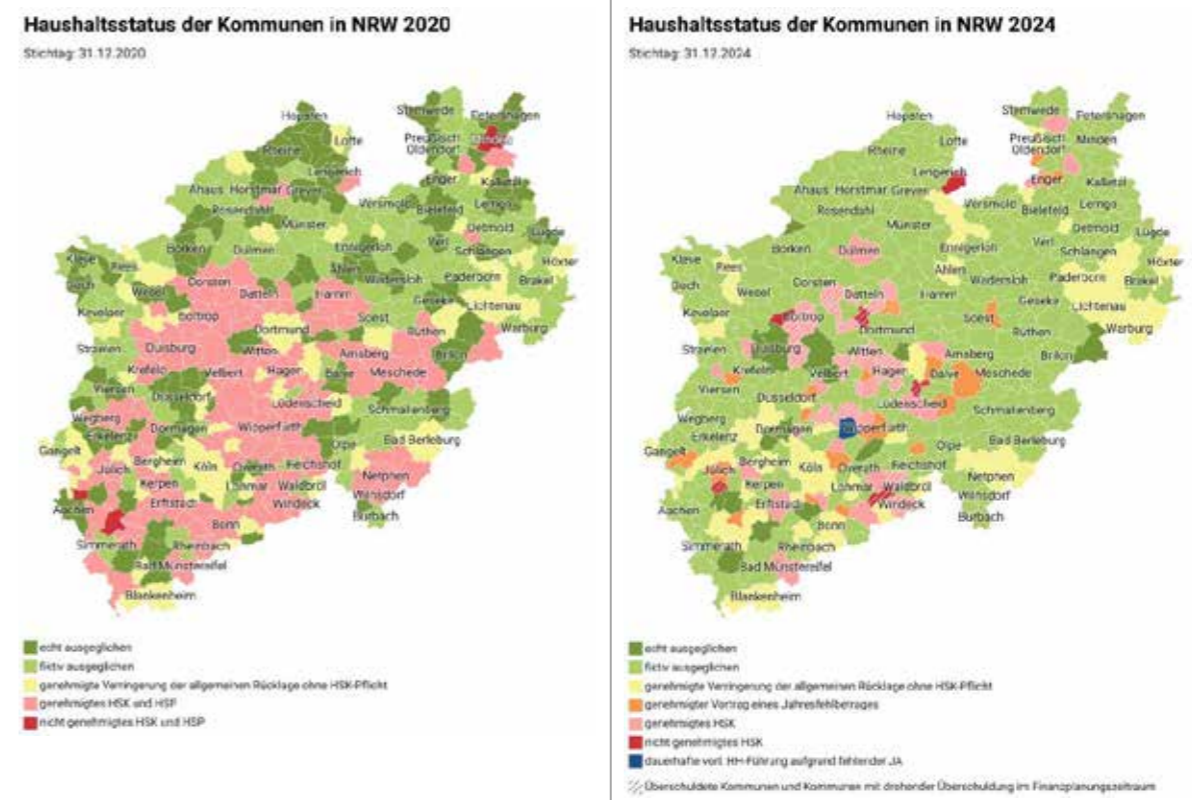 Haushaltsstatus der Kommunen in NRW 2020
Stichtag: 31.12.2020
Hopsten
Stemwede
Petershagen
Rheine
Lotte
Preußisch
Oldendorf
Lengerich
Enger
Kalletal
Ahaus Horstmar Greven
Versmold
Bielefeld
Lemgo
Rosendahl
Münster
Detmold
Lügde
Borken
Dülmen
Ennigerloh
Verl
Schlangen
Höxter
Kleve
Rees
Ahlen
Wadersloh
Paderborn
Brakel
Goch
Wesel
Dorsten
Datteln
Hamm
Geseke
Lichtenau
Kevelaer
Bottrop
Dortmund
Soest
Rüthen
Warburg
Straelen
Duisburg
Witten
Arnsberg
Brilon
Krefeld
Velbert
Hagen
Balve
Meschede
Viersen
Düsseldorf
Lüdenscheid
Schmallenberg
Wegberg
Erkelenz
Dormagen
Wipperfürth
Olpe
Bad Berleburg
Gangelt
Jülich
Bergheim
Köln
Overath
Reichshof
Netphen
Kerpen
Lohmar
Waldbröl
Wilnsdorf
Aachen
Erftstadt
Windeck
Burbach
Bonn
Simmerath
Rheinbach
Bad Münstereifel
Blankenheim
echt ausgeglichen
fiktiv ausgeglichen
genehmigte Verringerung der allgemeinen Rücklage ohne HSK-Pflicht
genehmigtes HSK und HSP
nicht genehmigtes HSK und HSP
Haushaltsstatus der Kommunen in NRW 2024
Stichtag: 31.12.2024
Hopsten
Stemwede
Petershagen
Rheine
Lotte
Preußisch
Oldendorf
Minden
Lengerich
Enger
Kalletal
Ahaus Horstmar Greven
Versmold
Bielefeld
Lemgo
Rosendahl
Münster
Detmold
Lügde
Borken
Dülmen
Ennigerloh
Verl
Schlangen
Höxter
Kleve
Rees
Ahlen
Wadersloh
Paderborn
Brakel
Goch
Wesel
Dorsten
Datteln
Hamm
Geseke
Lichtenau
Kevelaer
Bottrop
Dortmund
Soest
Rüthen
Warburg
Straelen
Duisburg
Witten
Arnsberg
Brilon
Krefeld
Velbert
Hagen
Balve
Meschede
Viersen
Düsseldorf
Lüdenscheid
Schmallenberg
Wegberg
Erkelenz
Dormagen
Wipperfürth
Olpe
Bad Berleburg
Gangelt
Jülich
Bergheim
Köln
Overath
Reichshof
Netphen
Kerpen
Lohmar
Waldbröl
Wilnsdorf
Aachen
Erftstadt
Windeck
Burbach
Bonn
Simmerath
Rheinbach
Bad Münstereifel
Blankenheim
echt ausgeglichen
fiktiv ausgeglichen
genehmigte Verringerung der allgemeinen Rücklage ohne HSK-Pflicht
genehmigter Vortrag eines Jahresfehlbetrages
genehmigtes HSK
nicht genehmigtes HSK
dauerhafte vorl. HH-Führung aufgrund fehlender JA
Überschuldete Kommunen und Kommunen mit drohender Überschuldung im Finanzplanungszeitraum